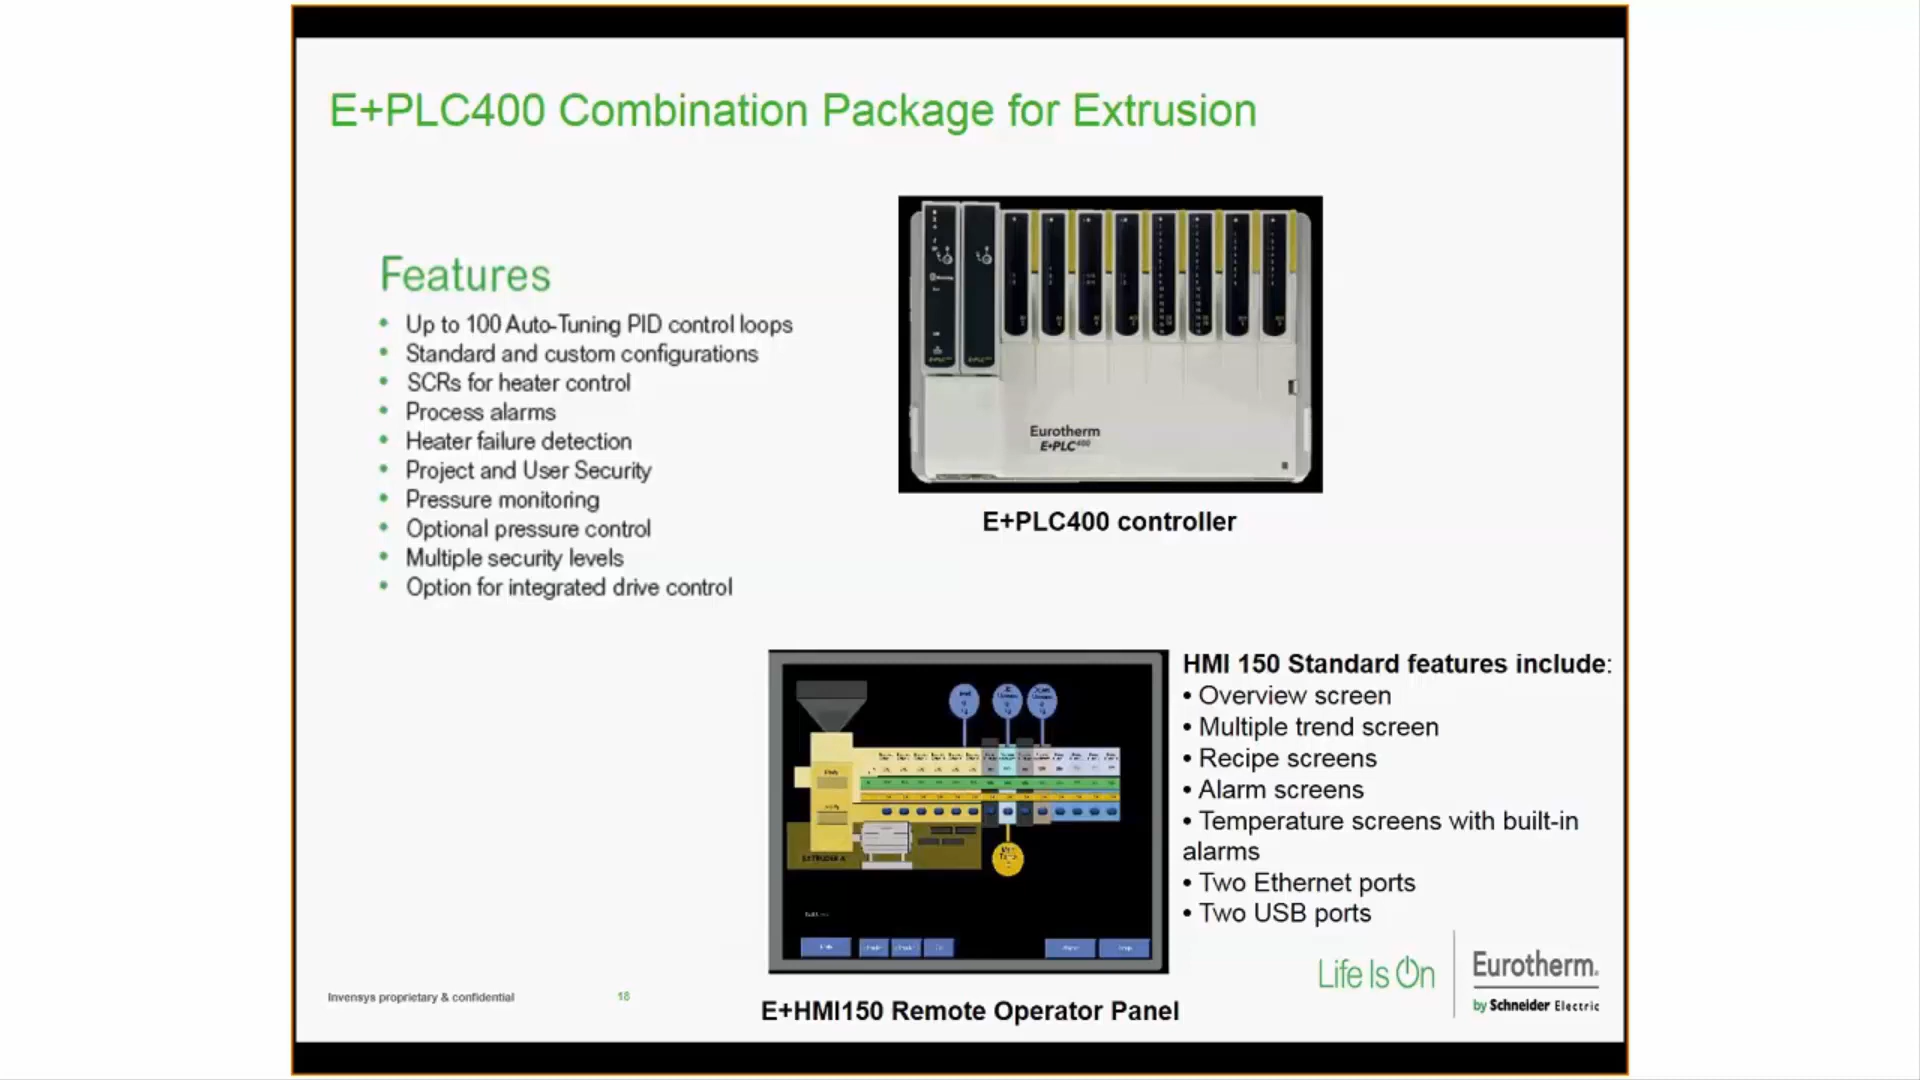 E+PLC400 Combination Package for Extrusion
Features
• Up to 100 Auto-Tuning PID control loops
• Standard and custom configurations
• SCRs for heater control
• Process alarms
• Heater failure detection
• Project and User Security
• Pressure monitoring
• Optional pressure control
• Multiple security levels
• Option for integrated drive control
Eurotherm
E+PLC400
E+PLC400 controller
EXTRUDER A
E+HMI150 Remote Operator Panel
HMI 150 Standard features include:
• Overview screen
• Multiple trend screen
• Recipe screens
• Alarm screens
• Temperature screens with built-in
alarms
• Two Ethernet ports
• Two USB ports
Invensys proprietary & confidential
18
Life Is On
Eurotherm.
by Schneider Electric